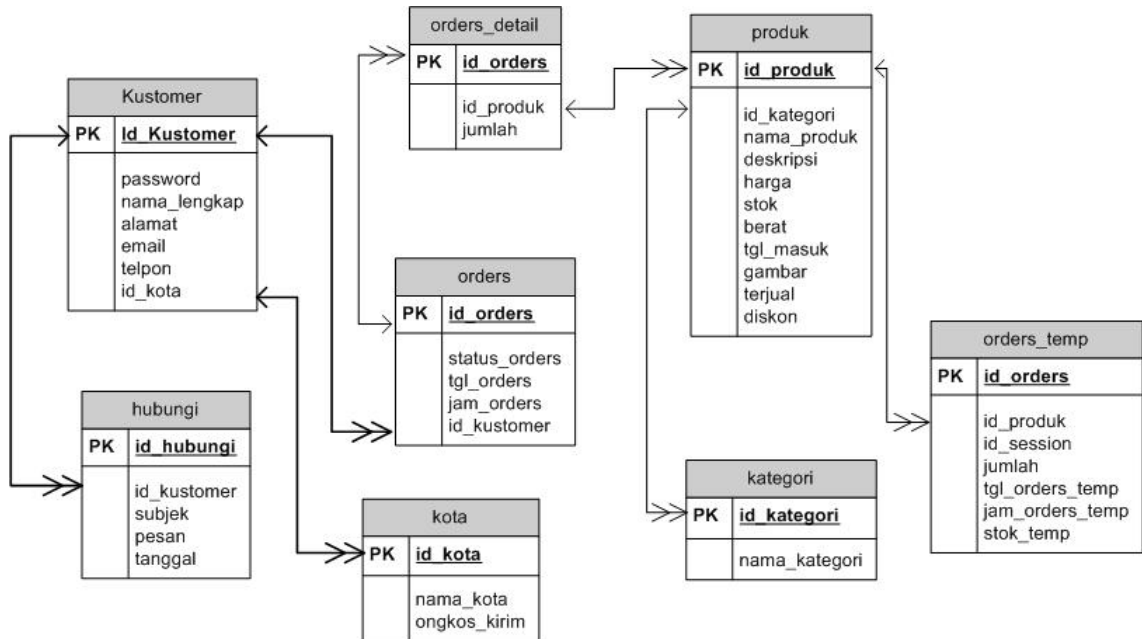 orders_detail
PK id_orders
id_produk
jumlah
produk
PK id_produk
id_kategori
nama_produk
deskripsi
harga
stok
berat
tgl_masuk
gambar
terjual
diskon
Kustomer
PK Id_Kustomer
password
nama_lengkap
alamat
email
telpon
id_kota
orders
PK id_orders
status_orders
tgl_orders
jam_orders
id_kustomer
orders_temp
PK id_orders
id_produk
id_session
jumlah
tgl_orders_temp
jam_orders_temp
stok_temp
hubungi
PK id_hubungi
id_kustomer
subjek
pesan
tanggal
kota
PK id_kota
nama_kota
ongkos_kirim
kategori
PK id_kategori
nama_kategori